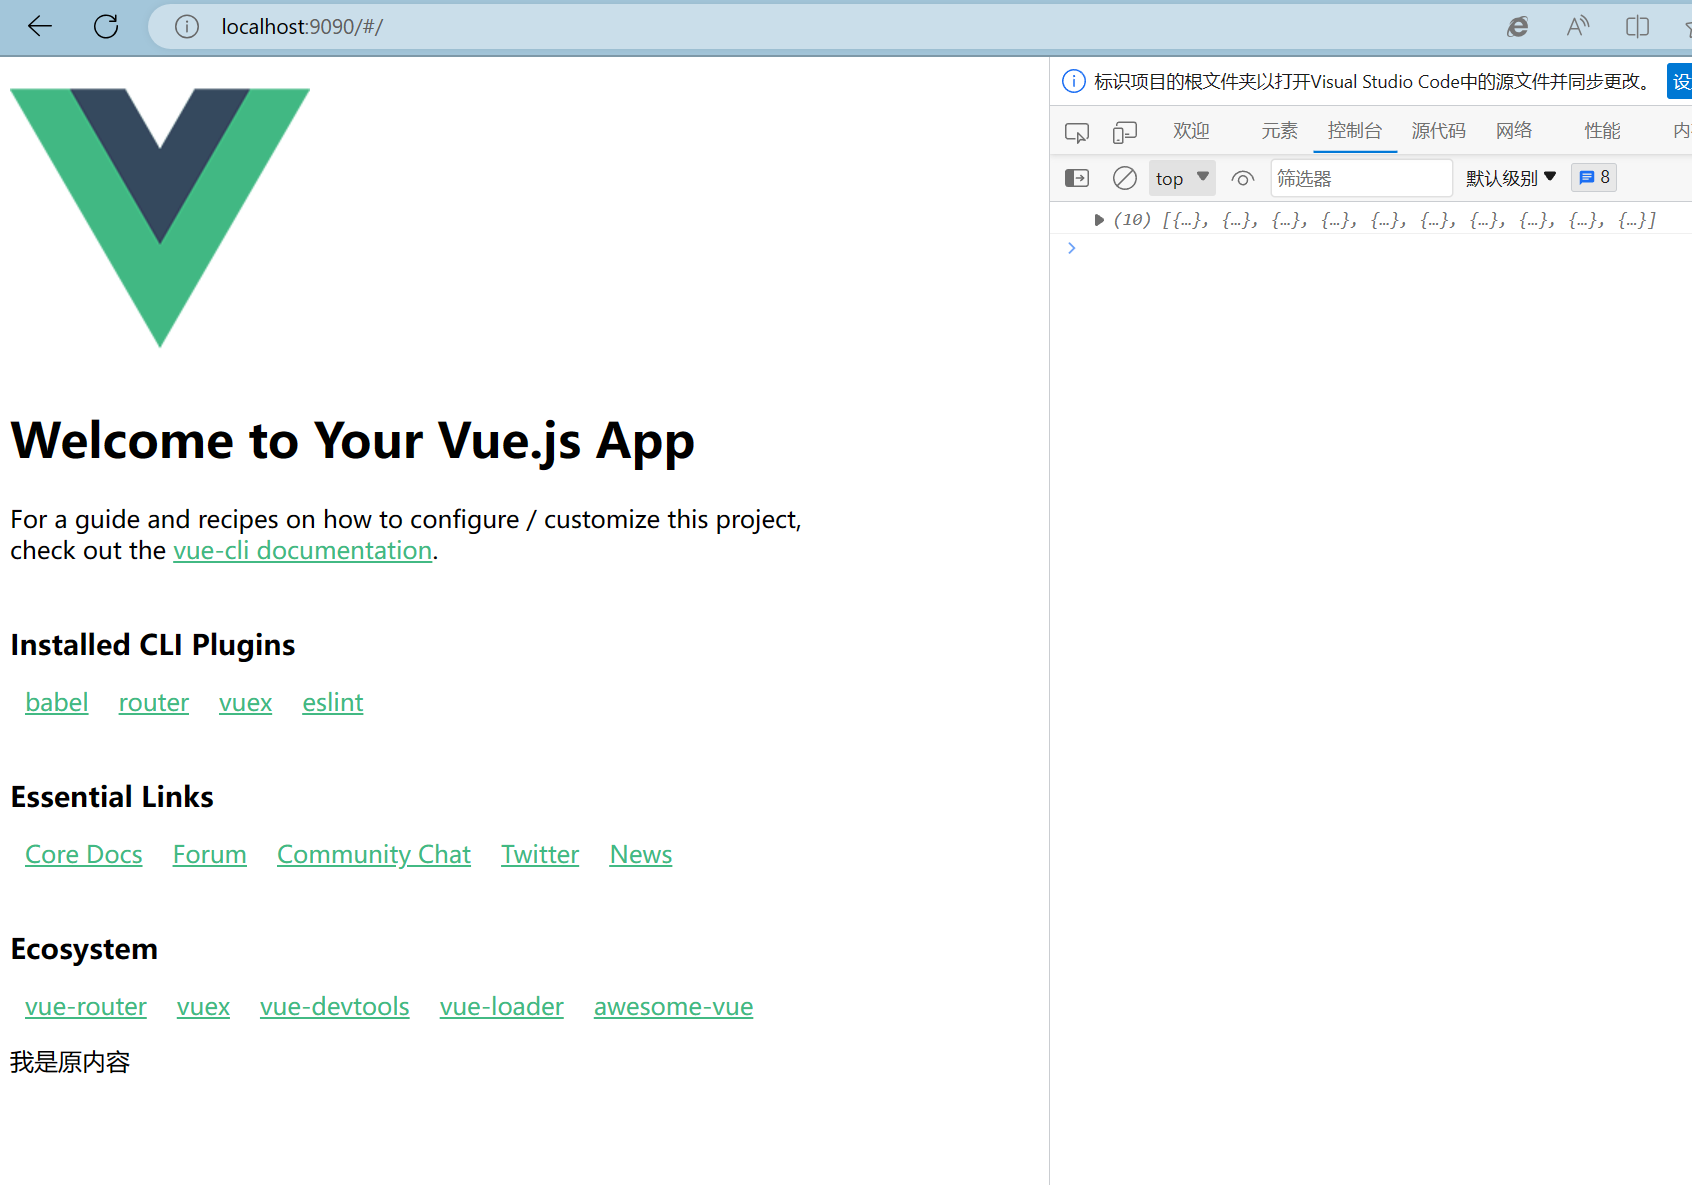 localhost:9090/#/
标识项目的根文件夹以打开Visual Studio Code中的源文件并同步更改。
欢迎 元素 控制台 源代码 网络 性能
top 筛选器 默认级别 8
(10) [{…}, {…}, {…}, {…}, {…}, {…}, {…}, {…}, {…}, {…}]
Welcome to Your Vue.js App
For a guide and recipes on how to configure / customize this project,
check out the vue-cli documentation.
Installed CLI Plugins
babel router vuex eslint
Essential Links
Core Docs Forum Community Chat Twitter News
Ecosystem
vue-router vuex vue-devtools vue-loader awesome-vue
我是原内容